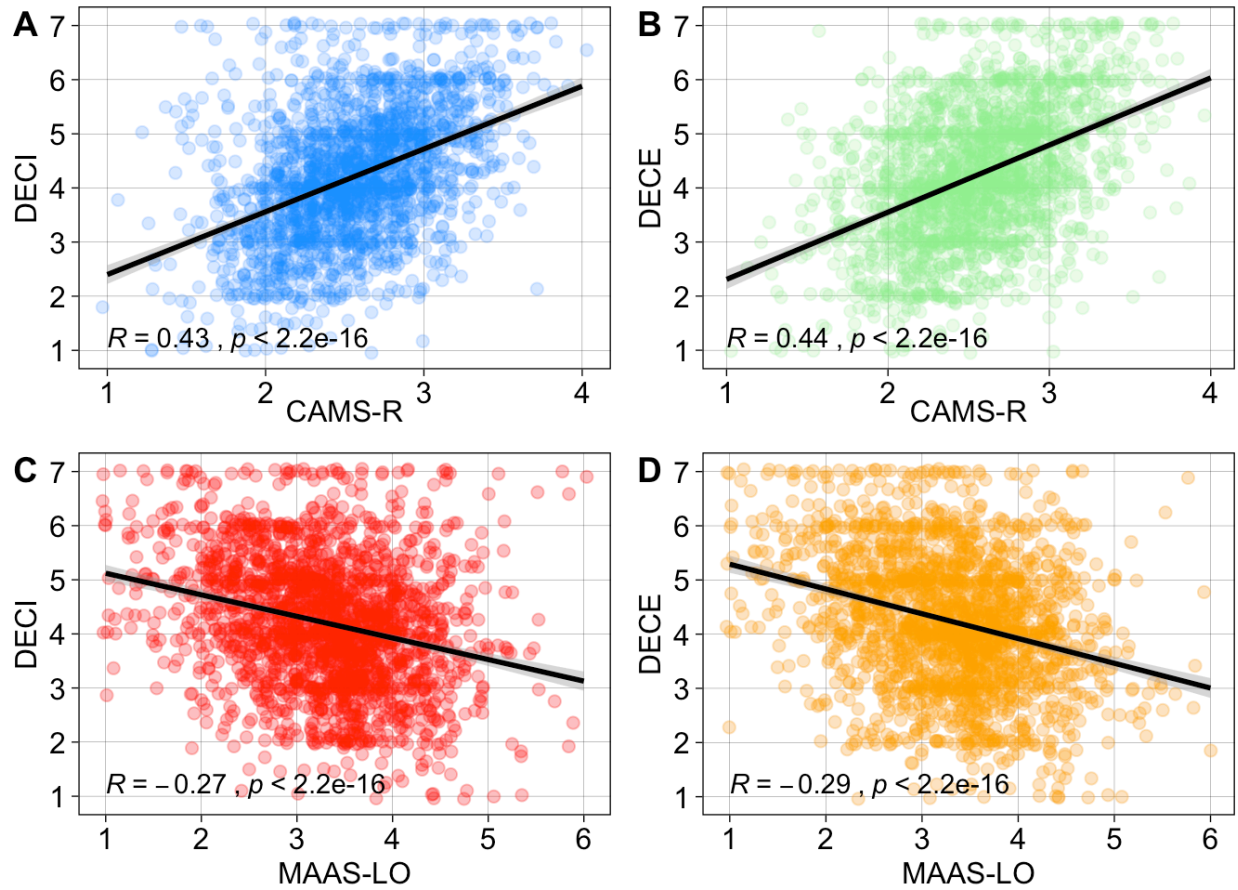 A
7
6
5
4
3
2
1
DECI
R = 0.43 , p < 2.2e-16
1 2 3 4
CAMS-R
B
7
6
5
4
3
2
1
DECE
R = 0.44 , p < 2.2e-16
1 2 3 4
CAMS-R
C
7
6
5
4
3
2
1
DECI
R = −0.27 , p < 2.2e-16
1 2 3 4 5 6
MAAS-LO
D
7
6
5
4
3
2
1
DECE
R = −0.29 , p < 2.2e-16
1 2 3 4 5 6
MAAS-LO